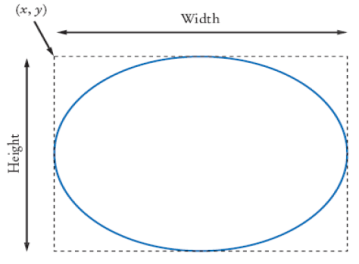 (x, y)
Width
Height